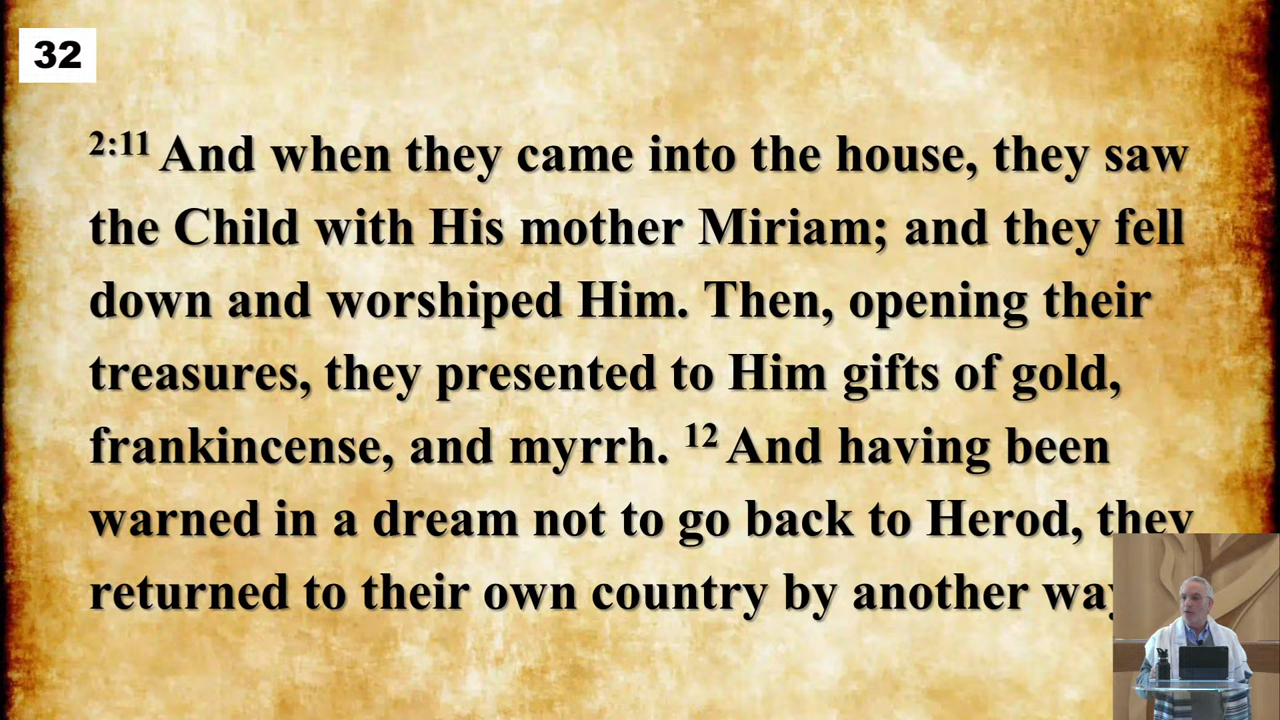 32
2:11 And when they came into the house, they saw
the Child with His mother Miriam; and they fell
down and worshiped Him. Then, opening their
treasures, they presented to Him gifts of gold,
frankincense, and myrrh. 12 And having been
warned in a dream not to go back to Herod, they
returned to their own country by another way